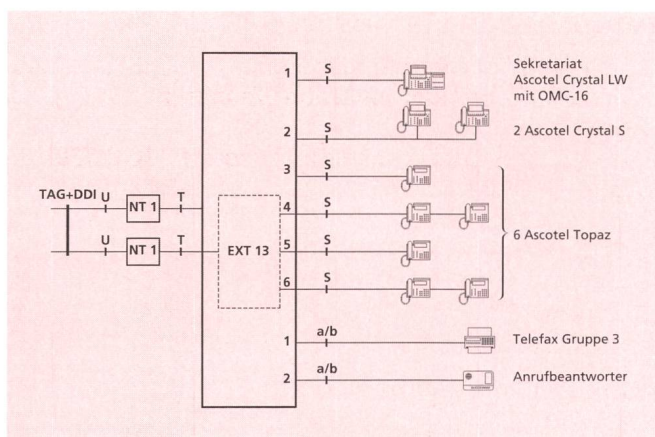 1 S
Sekretariat
Ascotel Crystal LW
mit OMC-16
2 S
2 Ascotel Crystal S
3 S
TAG+DDI U NT 1 T
4 S
6 Ascotel Topaz
U NT 1 T
EXT 13
5 S
6 S
1 a/b
Telefax Gruppe 3
2 a/b
Anrufbeantworter